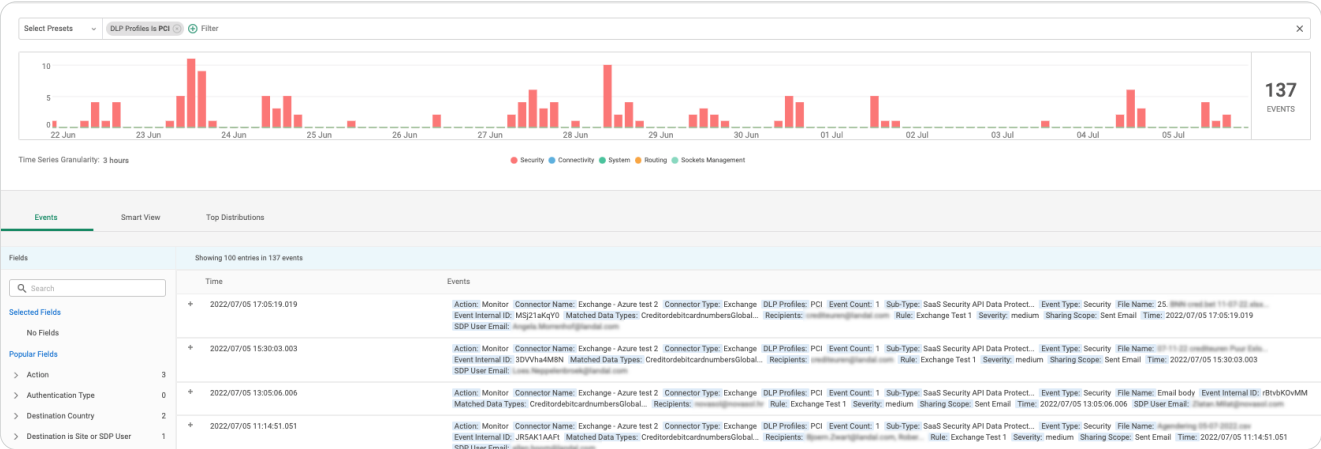 Select Presets DLP Profiles Is PCI Filter
10
5
0
137
EVENTS
22 Jun 23 Jun 24 Jun 25 Jun 26 Jun 27 Jun 28 Jun 29 Jun 30 Jun 01 Jul 02 Jul 03 Jul 04 Jul 05 Jul
Time Series Granularity: 3 hours
Security Connectivity System Routing Sockets Management
Events Smart View Top Distributions
Fields
Showing 100 entries in 137 events
Search
Selected Fields
No Fields
Popular Fields
Action 3
Authentication Type 0
Destination Country 2
Destination is Site or SDP User 1
Time Events
+ 2022/07/05 17:05:19.019
Action: Monitor Connector Name: Exchange - Azure test 2 Connector Type: Exchange DLP Profiles: PCI Event Count: 1 Sub-Type: SaaS Security API Data Protect... Event Type: Security File Name: 25.
Event Internal ID: MSj21aKqY0 Matched Data Types: CreditordebitcardnumbersGlobal... Recipients: Rule: Exchange Test 1 Severity: medium Sharing Scope: Sent Email Time: 2022/07/05 17:05:19.019
SDP User Email:
+ 2022/07/05 15:30:03.003
Action: Monitor Connector Name: Exchange - Azure test 2 Connector Type: Exchange DLP Profiles: PCI Event Count: 1 Sub-Type: SaaS Security API Data Protect... Event Type: Security File Name:
Event Internal ID: 3DVVha4M8N Matched Data Types: CreditordebitcardnumbersGlobal... Recipients: Rule: Exchange Test 1 Severity: medium Sharing Scope: Sent Email Time: 2022/07/05 15:30:03.003
SDP User Email:
+ 2022/07/05 13:05:06.006
Action: Monitor Connector Name: Exchange - Azure test 2 Connector Type: Exchange DLP Profiles: PCI Event Count: 1 Sub-Type: SaaS Security API Data Protect... Event Type: Security File Name: Email body Event Internal ID: rBtvbKOvMM
Matched Data Types: CreditordebitcardnumbersGlobal... Recipients: Rule: Exchange Test 1 Severity: medium Sharing Scope: Sent Email Time: 2022/07/05 13:05:06.006 SDP User Email:
+ 2022/07/05 11:14:51.051
Action: Monitor Connector Name: Exchange - Azure test 2 Connector Type: Exchange DLP Profiles: PCI Event Count: 1 Sub-Type: SaaS Security API Data Protect... Event Type: Security File Name:
Event Internal ID: JR5AK1AAFt Matched Data Types: CreditordebitcardnumbersGlobal... Recipients: Rule: Exchange Test 1 Severity: medium Sharing Scope: Sent Email Time: 2022/07/05 11:14:51.051
SDP User Email: